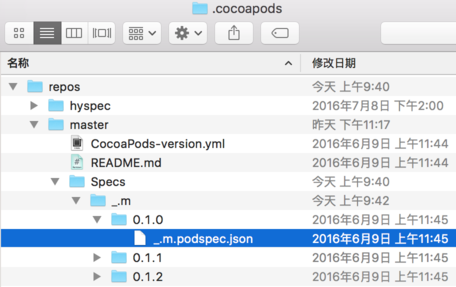 .cocoapods
名称 修改日期
repos 今天 上午9:40
hyspec 2016年7月8日 下午2:00
master 昨天 下午11:17
CocoaPods-version.yml 2016年6月9日 上午11:44
README.md 2016年6月9日 上午11:44
Specs 今天 上午9:40
_.m 今天 上午9:42
0.1.0 2016年6月9日 上午11:45
_.m.podspec.json 2016年6月9日 上午11:45
0.1.1 2016年6月9日 上午11:45
0.1.2 2016年6月9日 上午11:45